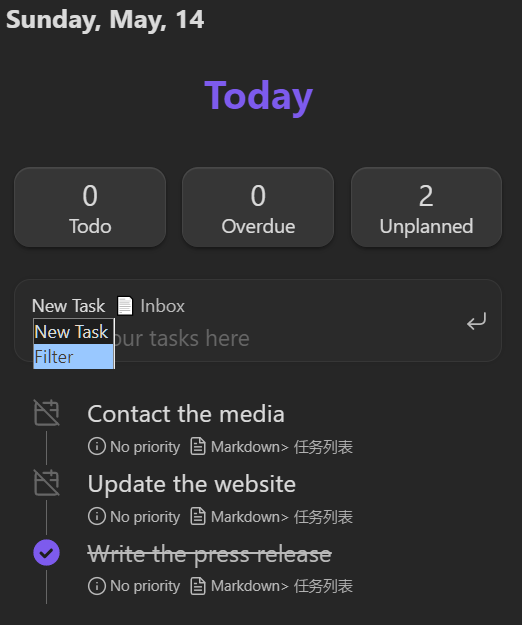 Sunday, May, 14
Today
0 0 2
Todo Overdue Unplanned
New Task Inbox
New Task
our tasks here
Filter
Contact the media
No priority Markdown> 任务列表
Update the website
No priority Markdown> 任务列表
Write the press release
No priority Markdown> 任务列表